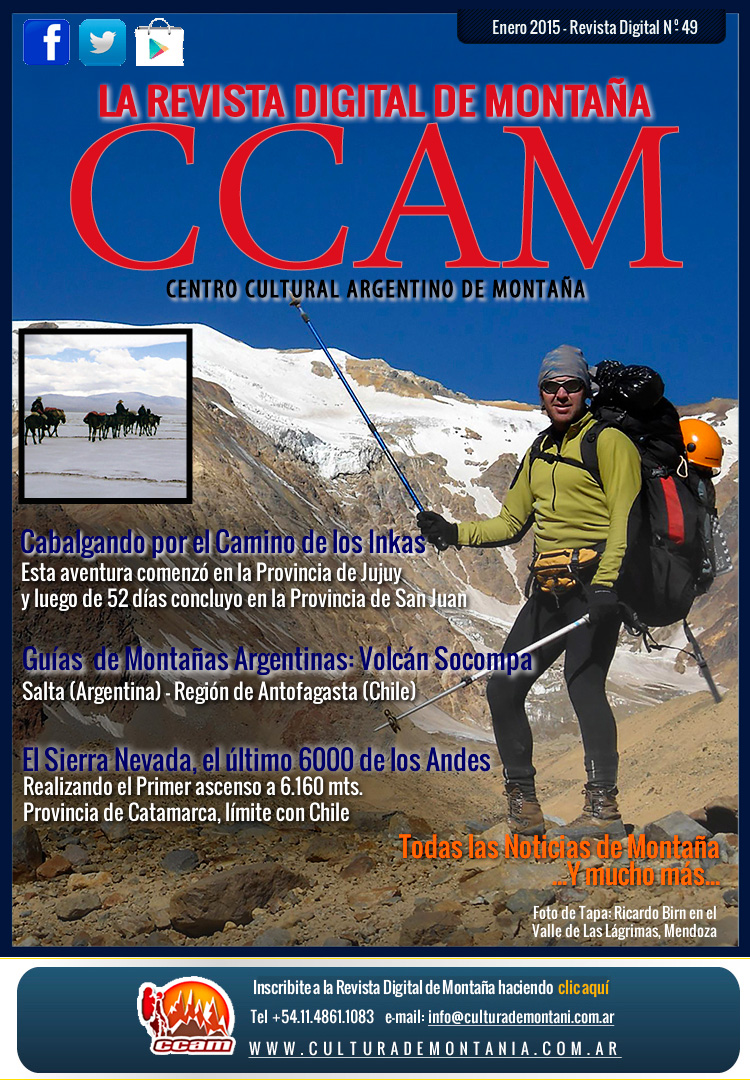 Enero 2015 - Revista Digital Nº 49
LA REVISTA DIGITAL DE MONTAÑA
CCAM
CENTRO CULTURAL ARGENTINO DE MONTAÑA
Cabalgando por el Camino de los Inkas
Esta aventura comenzó en la Provincia de Jujuy
y luego de 52 días concluyo en la Provincia de San Juan
Guías de Montañas Argentinas: Volcán Socompa
Salta (Argentina) - Región de Antofagasta (Chile)
El Sierra Nevada, el último 6000 de los Andes
Realizando el Primer ascenso a 6.160 mts.
Provincia de Catamarca, límite con Chile
Todas las Noticias de Montaña
...Y mucho más...
Foto de Tapa: Ricardo Birn en el
Valle de Las Lágrimas, Mendoza
Inscribite a la Revista Digital de Montaña haciendo clic aquí
Tel +54.11.4861.1083 e-mail: info@culturademontani.com.ar
ccam
WWW.CULTURADEMONTANIA.COM.AR